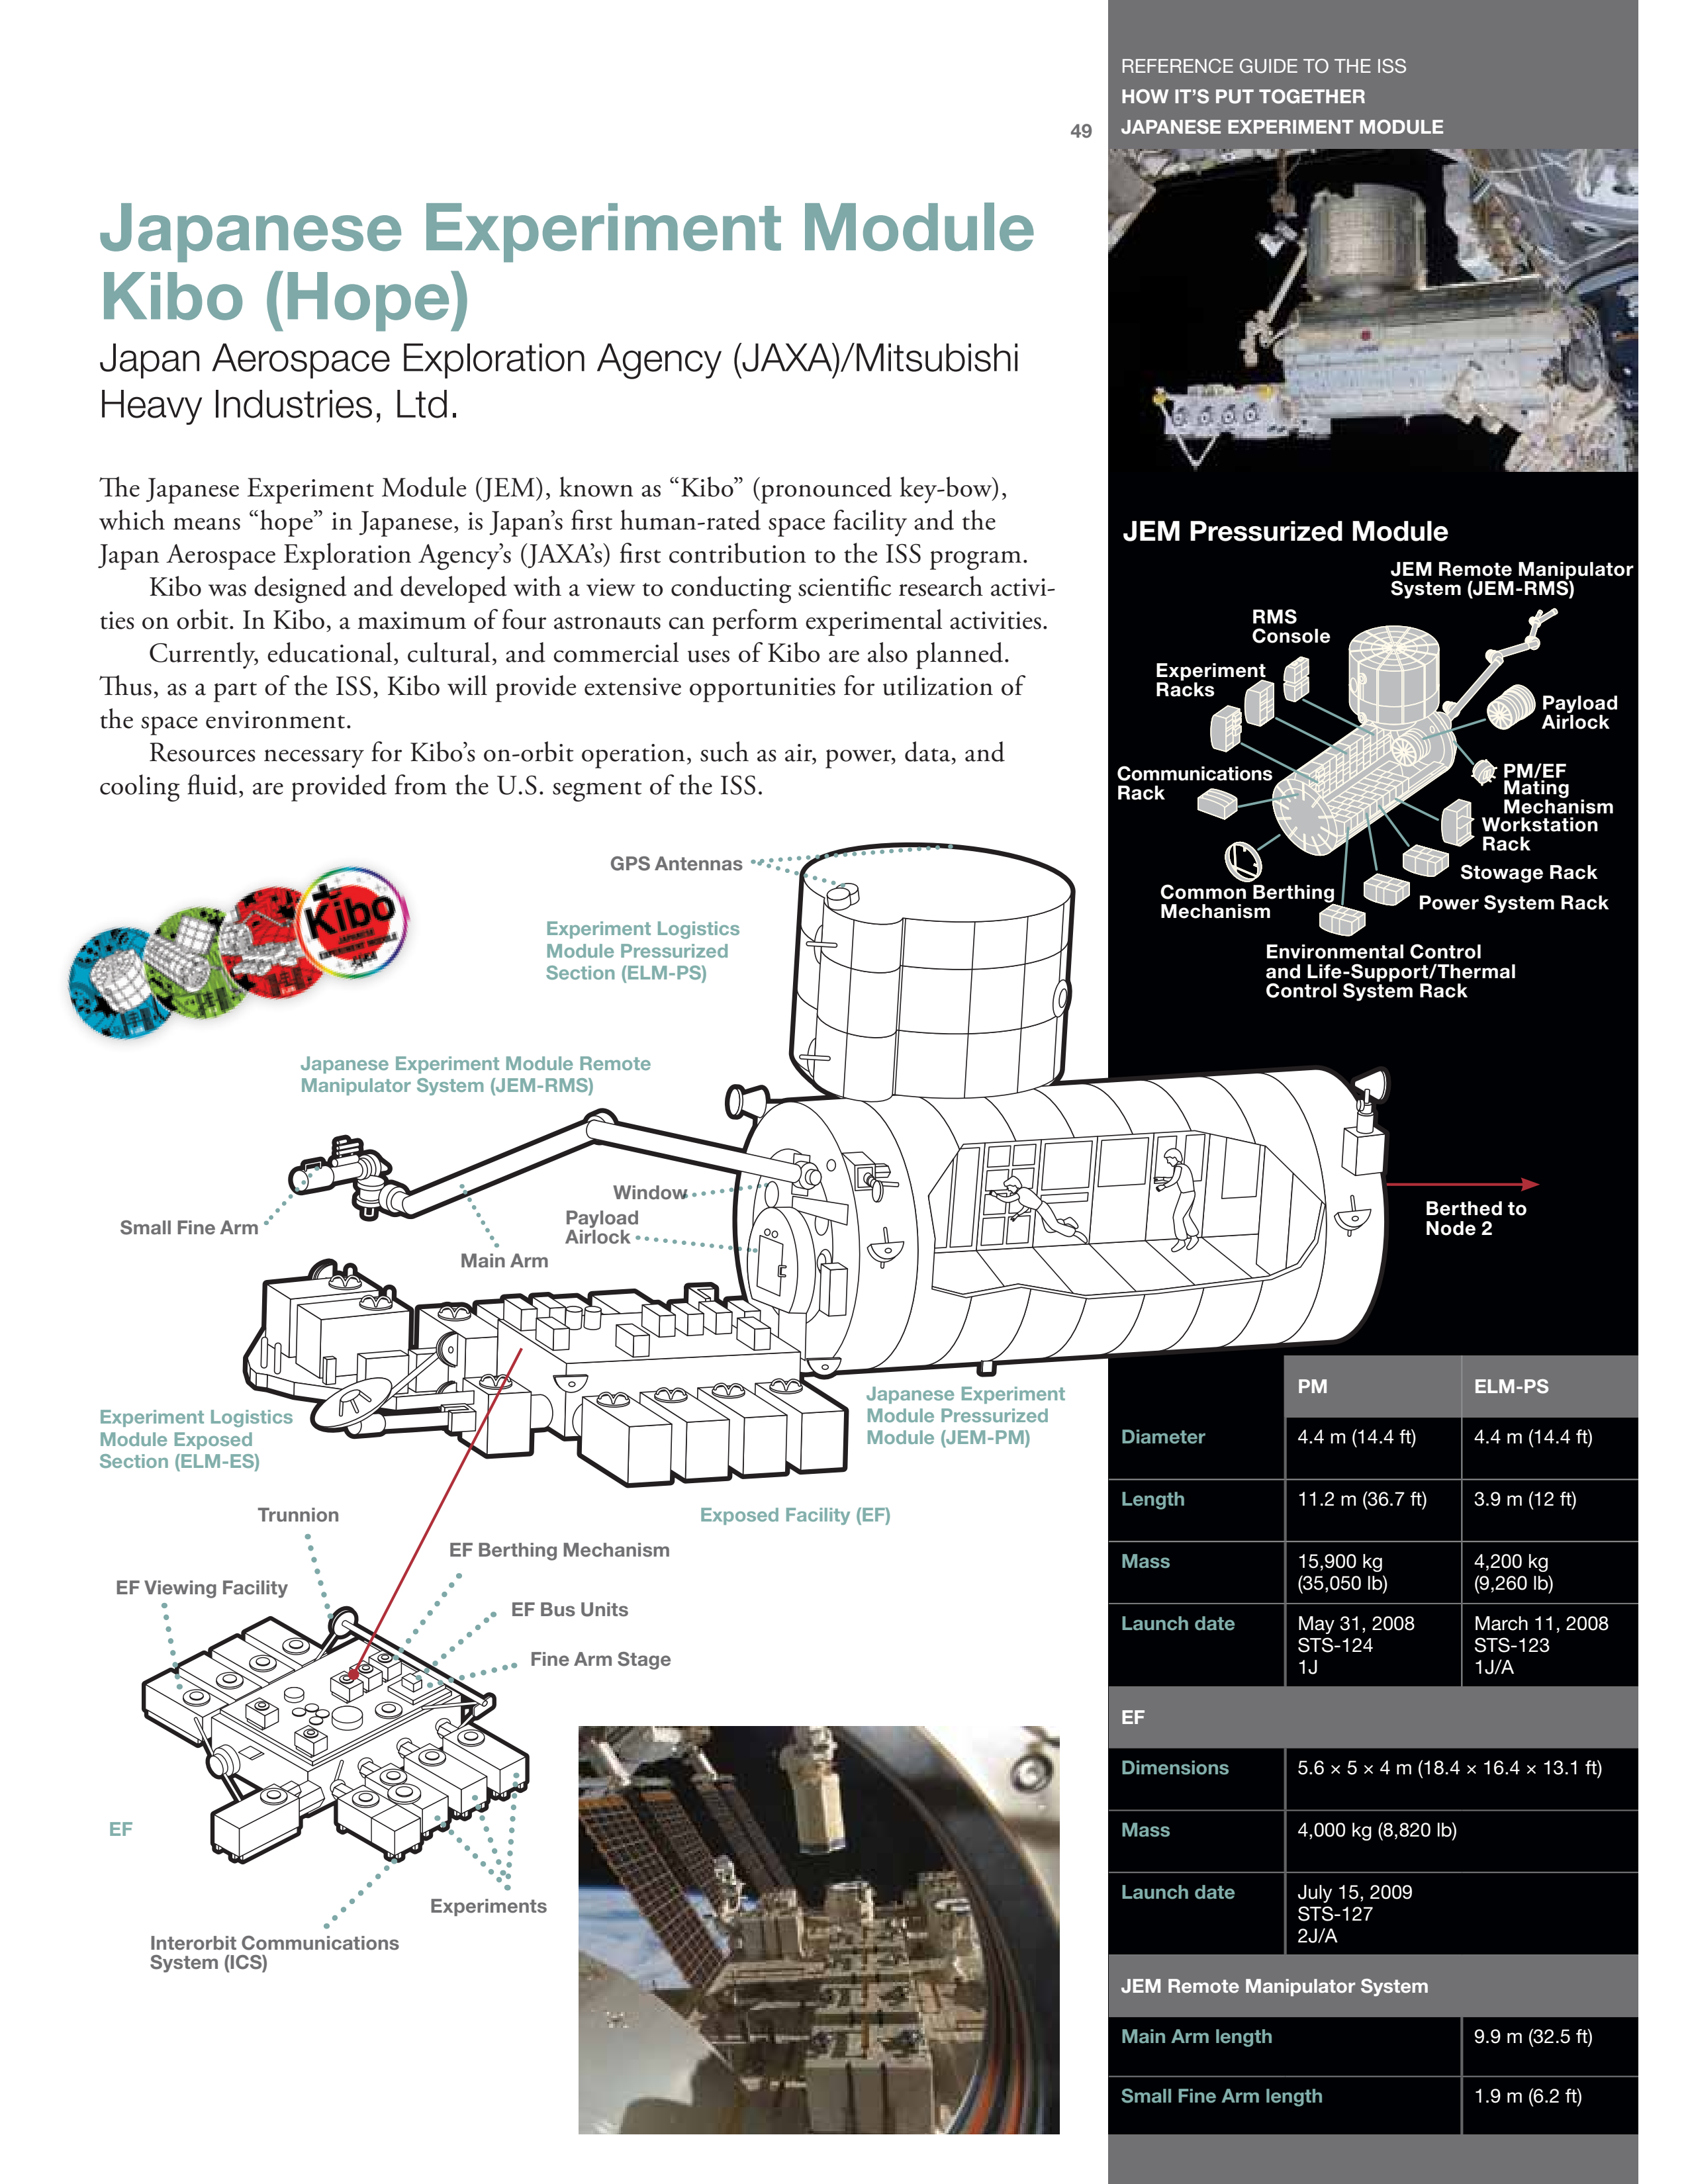 REFERENCE GUIDE TO THE ISS
HOW IT’S PUT TOGETHER
JAPANESE EXPERIMENT MODULE
49
Japanese Experiment Module
Kibo (Hope)
Japan Aerospace Exploration Agency (JAXA)/Mitsubishi
Heavy Industries, Ltd.
The Japanese Experiment Module (JEM), known as “Kibo” (pronounced key-bow),
which means “hope” in Japanese, is Japan’s first human-rated space facility and the
Japan Aerospace Exploration Agency’s (JAXA’s) first contribution to the ISS program.
Kibo was designed and developed with a view to conducting scientific research activi-
ties on orbit. In Kibo, a maximum of four astronauts can perform experimental activities.
Currently, educational, cultural, and commercial uses of Kibo are also planned.
Thus, as a part of the ISS, Kibo will provide extensive opportunities for utilization of
the space environment.
Resources necessary for Kibo’s on-orbit operation, such as air, power, data, and
cooling fluid, are provided from the U.S. segment of the ISS.
JEM Pressurized Module
JEM Remote Manipulator
System (JEM-RMS)
RMS
Console
Experiment
Racks
Payload
Airlock
Communications
Rack
PM/EF
Mating
Mechanism
Workstation
Rack
Stowage Rack
Common Berthing
Mechanism
Power System Rack
Environmental Control
and Life-Support/Thermal
Control System Rack
Kibo
JAPANESE
EXPERIMENT MODULE
GPS Antennas
Experiment Logistics
Module Pressurized
Section (ELM-PS)
Japanese Experiment Module Remote
Manipulator System (JEM-RMS)
Window
Payload
Airlock
Small Fine Arm
Main Arm
Berthed to
Node 2
Experiment Logistics
Module Exposed
Section (ELM-ES)
Japanese Experiment
Module Pressurized
Module (JEM-PM)
Exposed Facility (EF)
Trunnion
EF Berthing Mechanism
EF Viewing Facility
EF Bus Units
Fine Arm Stage
EF
Experiments
Interorbit Communications
System (ICS)
PM ELM-PS
Diameter 4.4 m (14.4 ft) 4.4 m (14.4 ft)
Length 11.2 m (36.7 ft) 3.9 m (12 ft)
Mass 15,900 kg 4,200 kg
(35,050 lb) (9,260 lb)
Launch date May 31, 2008 March 11, 2008
STS-124 STS-123
1J 1J/A
EF
Dimensions 5.6 × 5 × 4 m (18.4 × 16.4 × 13.1 ft)
Mass 4,000 kg (8,820 lb)
Launch date July 15, 2009
STS-127
2J/A
JEM Remote Manipulator System
Main Arm length 9.9 m (32.5 ft)
Small Fine Arm length 1.9 m (6.2 ft)